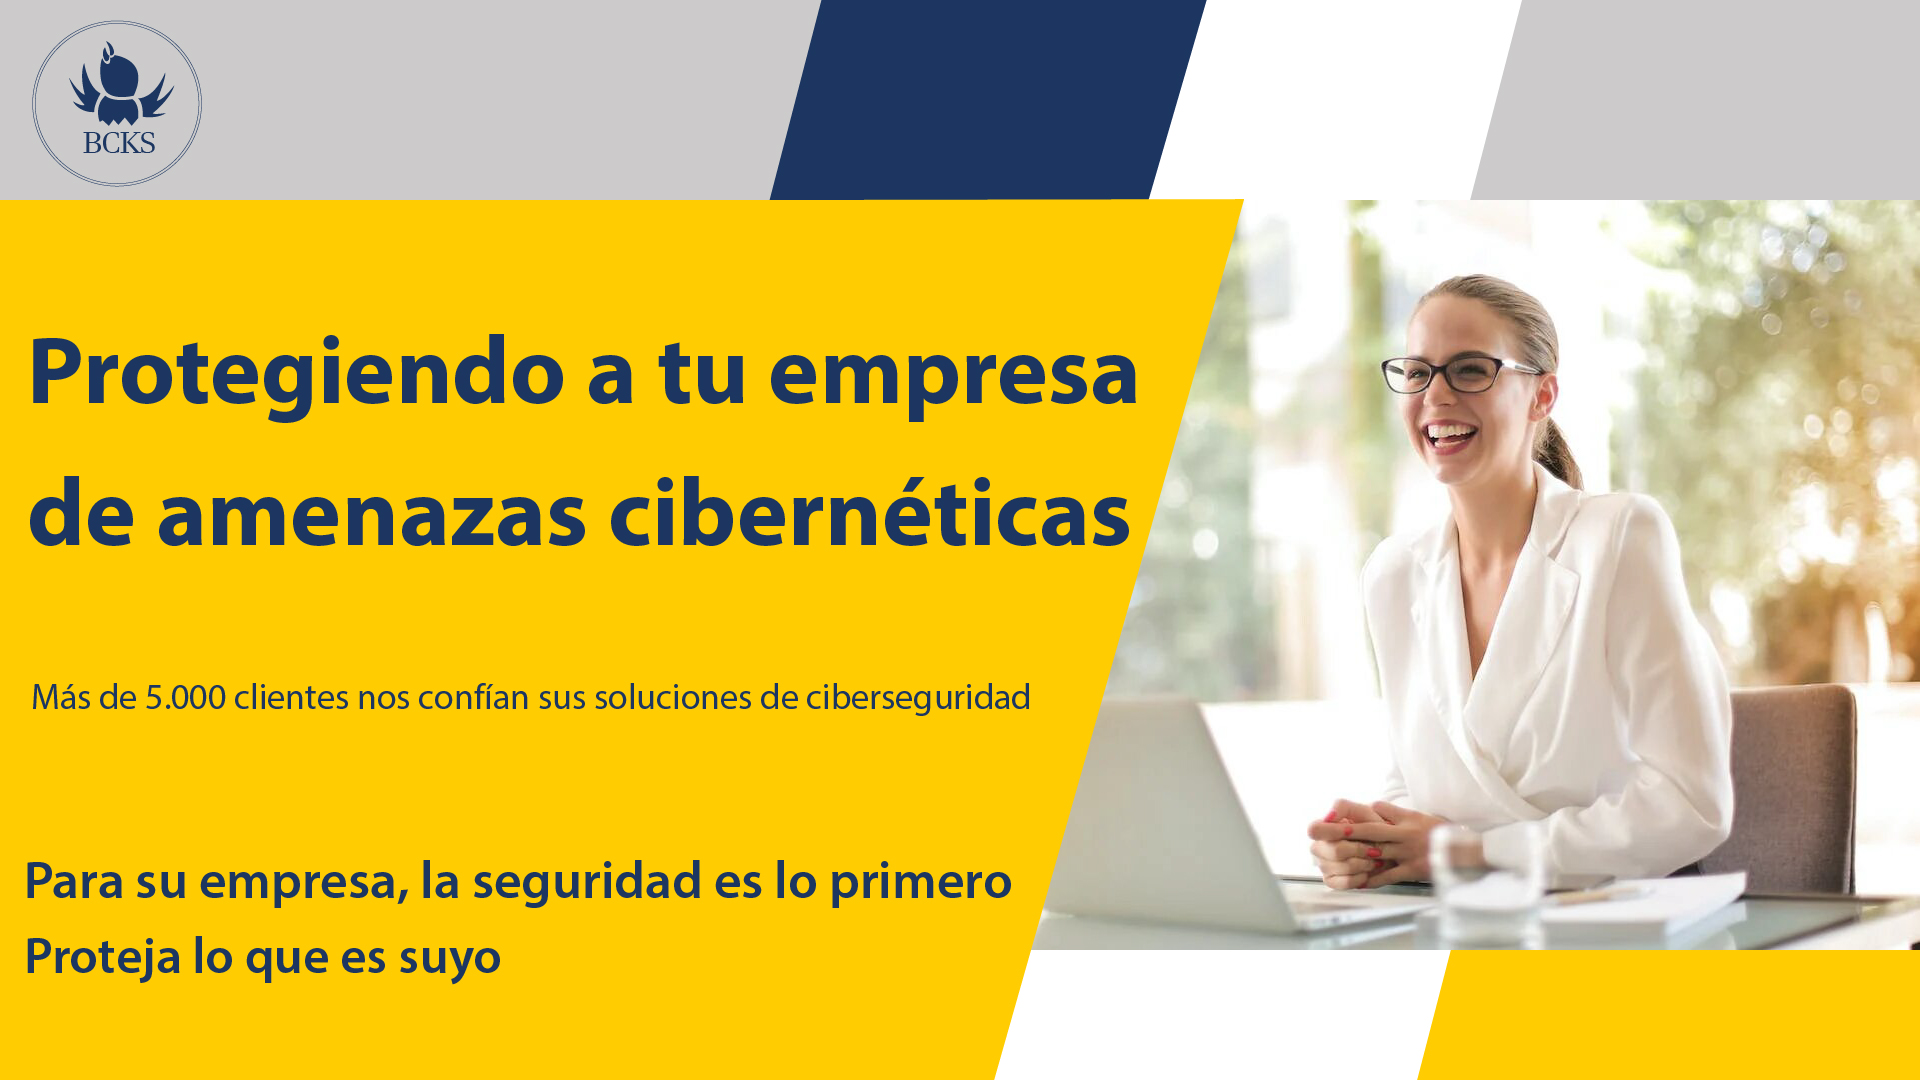 BCKS
Protegiendo a tu empresa
de amenazas cibernéticas
Más de 5.000 clientes nos confían sus soluciones de ciberseguridad
Para su empresa, la seguridad es lo primero
Proteja lo que es suyo